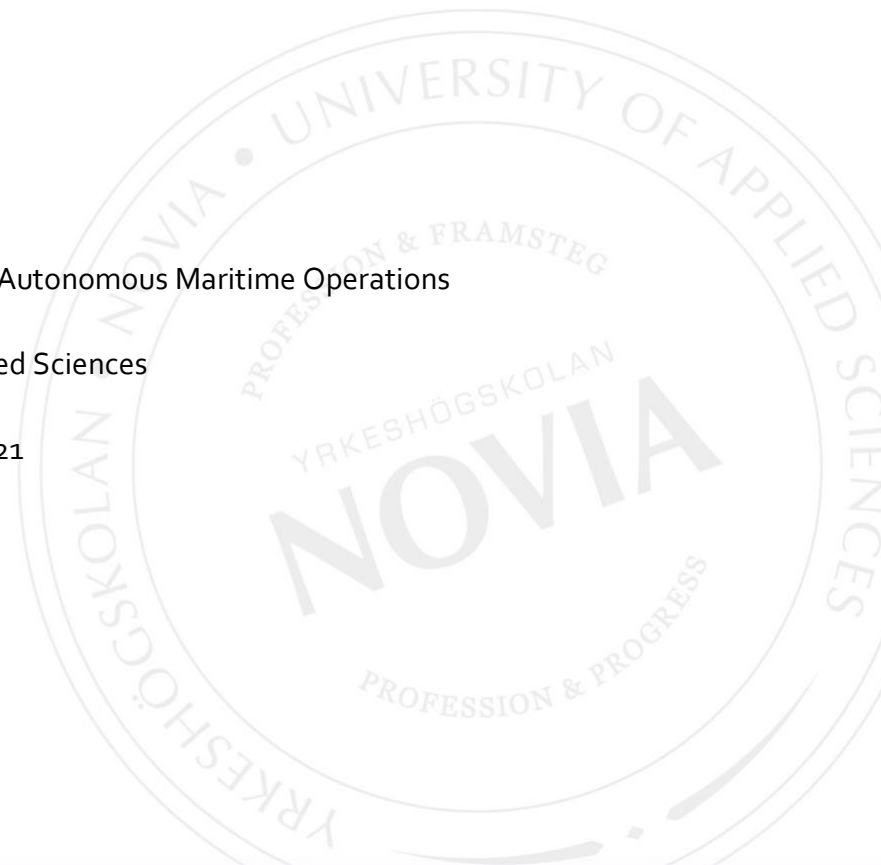 Autonomous Maritime Operations
ed Sciences
21
YRKESHÖGSKOLAN • NOVIA • UNIVERSITY OF APPLIED SCIENCES
PROFESSION & FRAMSTEG
YRKESHÖGSKOLAN
NOVIA
PROFESSION & PROGRESS